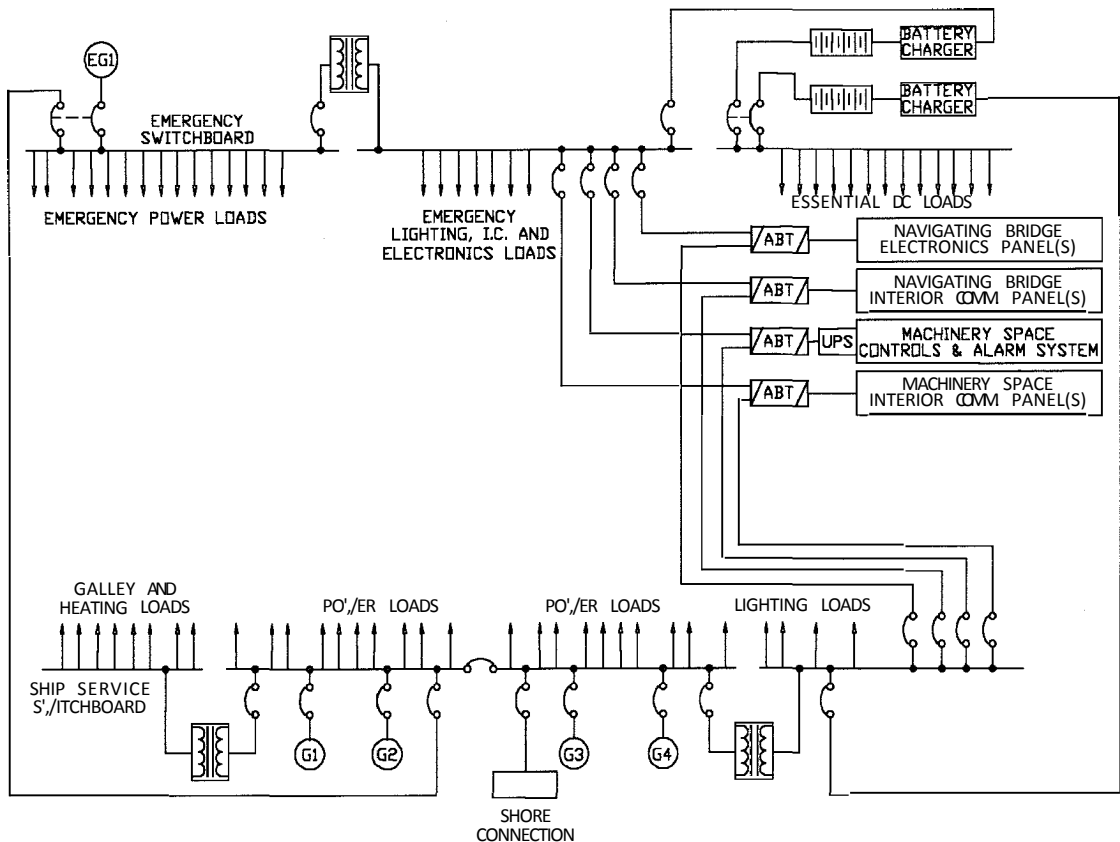 EG1
BATTERY
CHARGER
BATTERY
CHARGER
EMERGENCY
SWITCHBOARD
EMERGENCY POWER LOADS
EMERGENCY
LIGHTING, I.C. AND
ELECTRONICS LOADS
ESSENTIAL DC LOADS
ABT
NAVIGATING BRIDGE
ELECTRONICS PANEL(S)
ABT
NAVIGATING BRIDGE
INTERIOR COMM PANEL(S)
ABT
UPS
MACHINERY SPACE
CONTROLS & ALARM SYSTEM
ABT
MACHINERY SPACE
INTERIOR COMM PANEL(S)
GALLEY AND
HEATING LOADS
PO',/ER LOADS
PO',/ER LOADS
LIGHTING LOADS
SHIP SERVICE
S',/ITCHBOARD
G1
G2
G3
G4
SHORE
CONNECTION